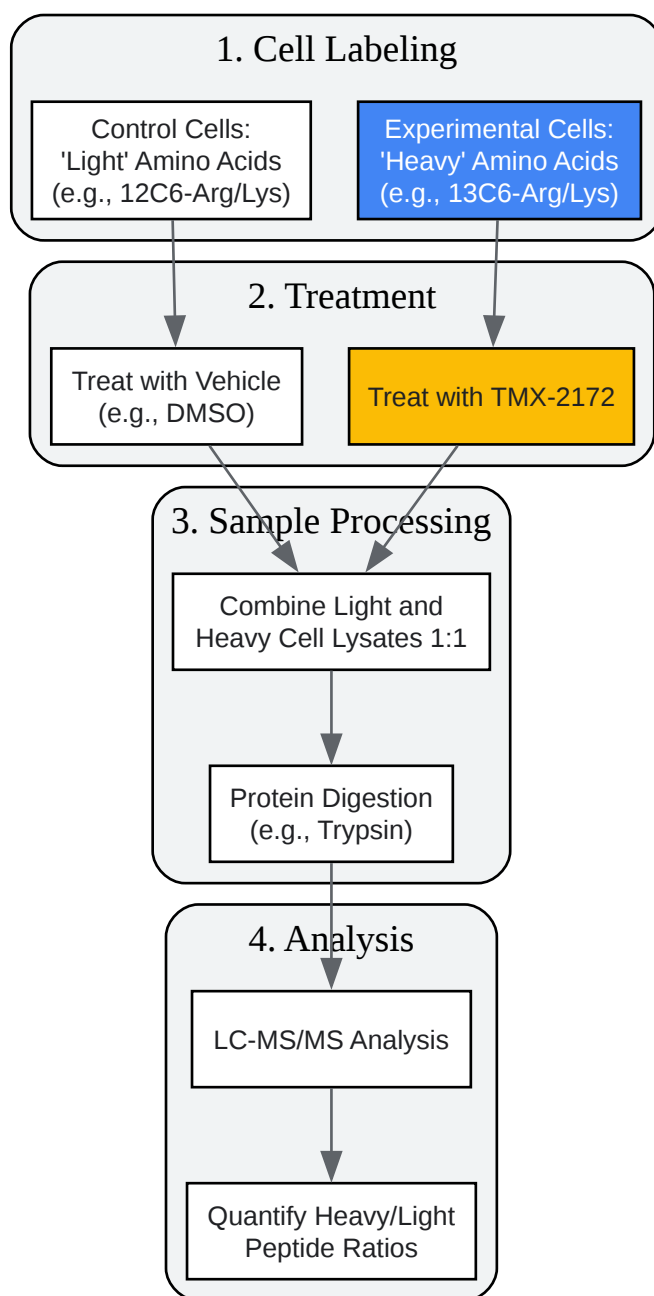 1. Cell Labeling
Control Cells:
'Light' Amino Acids
(e.g., 12C6-Arg/Lys)
Experimental Cells:
'Heavy' Amino Acids
(e.g., 13C6-Arg/Lys)
2. Treatment
Treat with Vehicle
(e.g., DMSO)
Treat with TMX-2172
3. Sample Processing
Combine Light and
Heavy Cell Lysates 1:1
Protein Digestion
(e.g., Trypsin)
4. Analysis
LC-MS/MS Analysis
Quantify Heavy/Light
Peptide Ratios